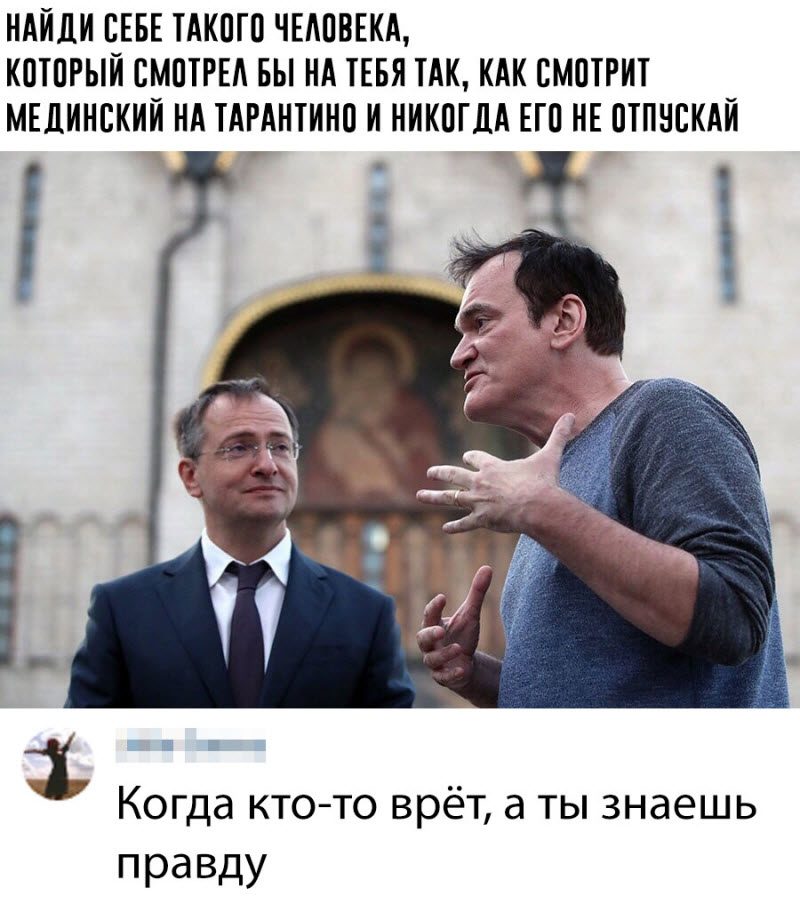 НАЙДИ СЕБЕ ТАКОГО ЧЕЛОВЕКА,
КОТОРЫЙ СМОТРЕЛ БЫ НА ТЕБЯ ТАК, КАК СМОТРИТ
МЕДИНСКИЙ НА ТАРАНТИНО И НИКОГДА ЕГО НЕ ОТПУСКАЙ
Когда кто-то врёт, а ты знаешь
правду